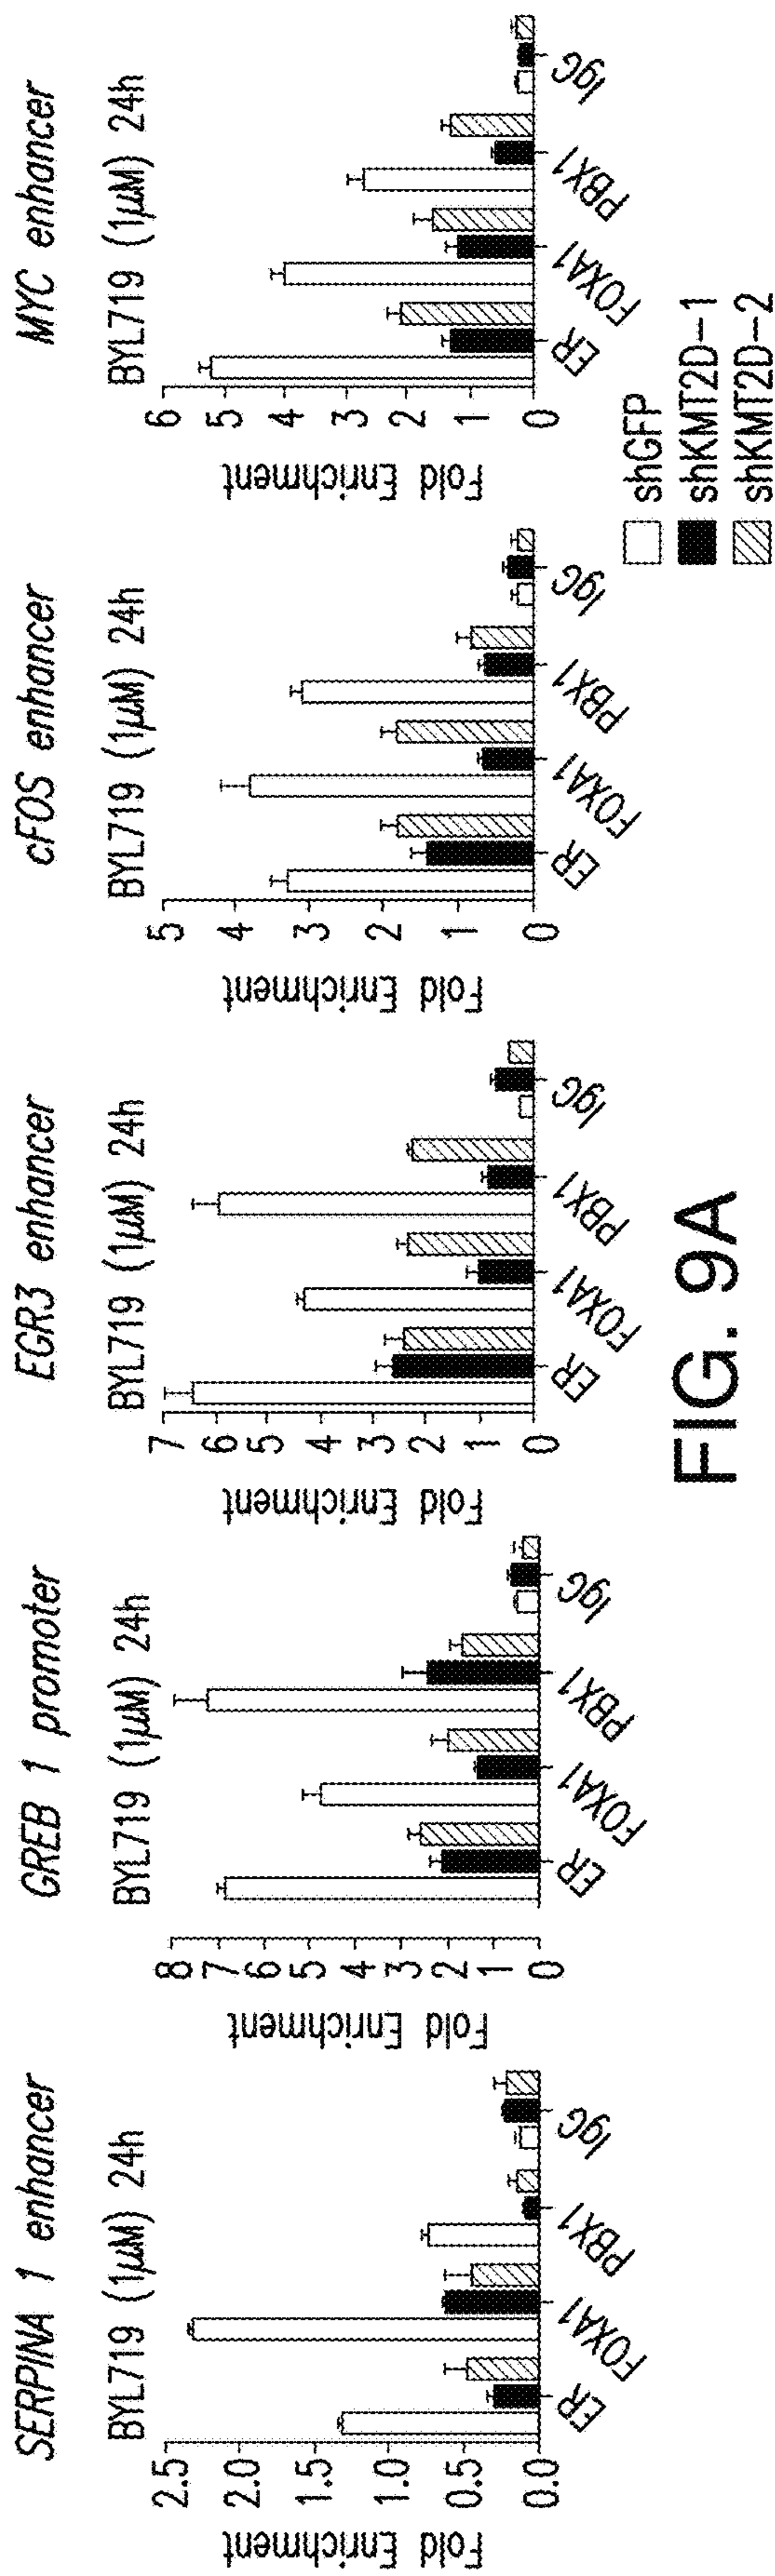 SERPINA 1 enhancer
BYL719 (1μM) 24h
Fold Enrichment
2.5
2.0
1.5
1.0
0.5
0.0
ER
FOXA1
PBX1
IgG
GREB 1 promoter
BYL719 (1μM) 24h
Fold Enrichment
8
7
6
5
4
3
2
1
0
ER
FOXA1
PBX1
IgG
EGR3 enhancer
BYL719 (1μM) 24h
Fold Enrichment
7
6
5
4
3
2
1
0
ER
FOXA1
PBX1
IgG
cFOS enhancer
BYL719 (1μM) 24h
Fold Enrichment
5
4
3
2
1
0
ER
FOXA1
PBX1
IgG
MYC enhancer
BYL719 (1μM) 24h
Fold Enrichment
6
5
4
3
2
1
0
ER
FOXA1
PBX1
IgG
shGFP
shKMT2D-1
shKMT2D-2
FIG. 9A